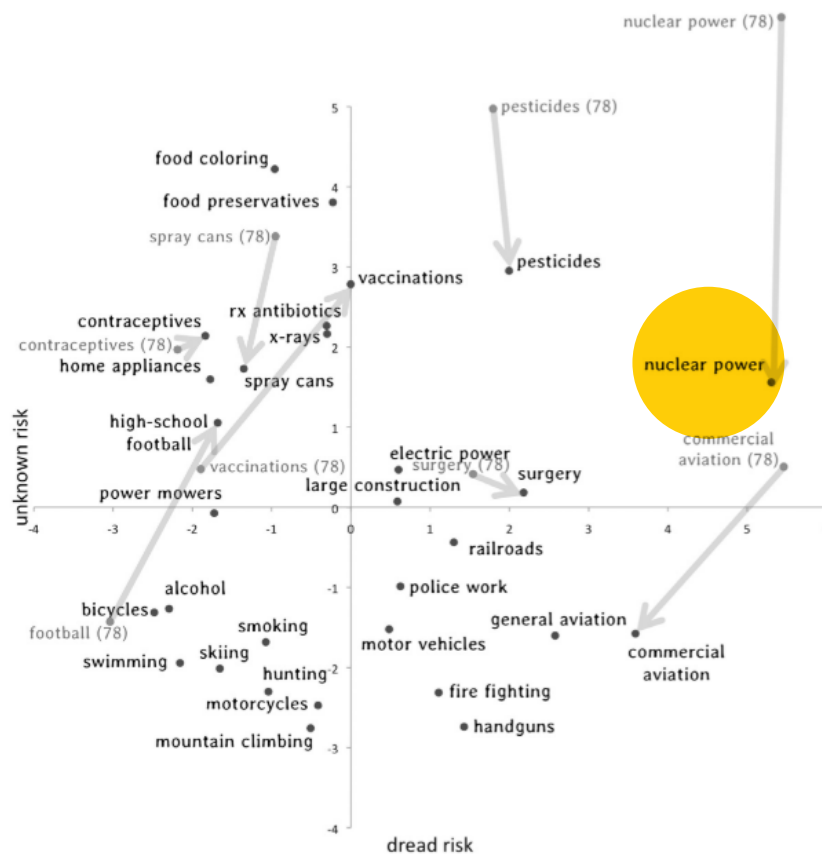 nuclear power (78)
5
pesticides (78)
food coloring
4
food preservatives
spray cans (78)
3
vaccinations
pesticides
rx antibiotics
contraceptives
x-rays
2
contraceptives (78)
home appliances
nuclear power
spray cans
high-school
football
1
commercial
aviation (78)
electric power
surgery (78)
vaccinations (78)
surgery
large construction
power mowers
unknown risk
0
-4
-3
-2
-1
0
1
2
3
4
5
railroads
-1
alcohol
police work
bicycles
football (78)
smoking
general aviation
motor vehicles
commercial
aviation
swimming
skiing
-2
hunting
fire fighting
motorcycles
handguns
mountain climbing
-3
-4
dread risk